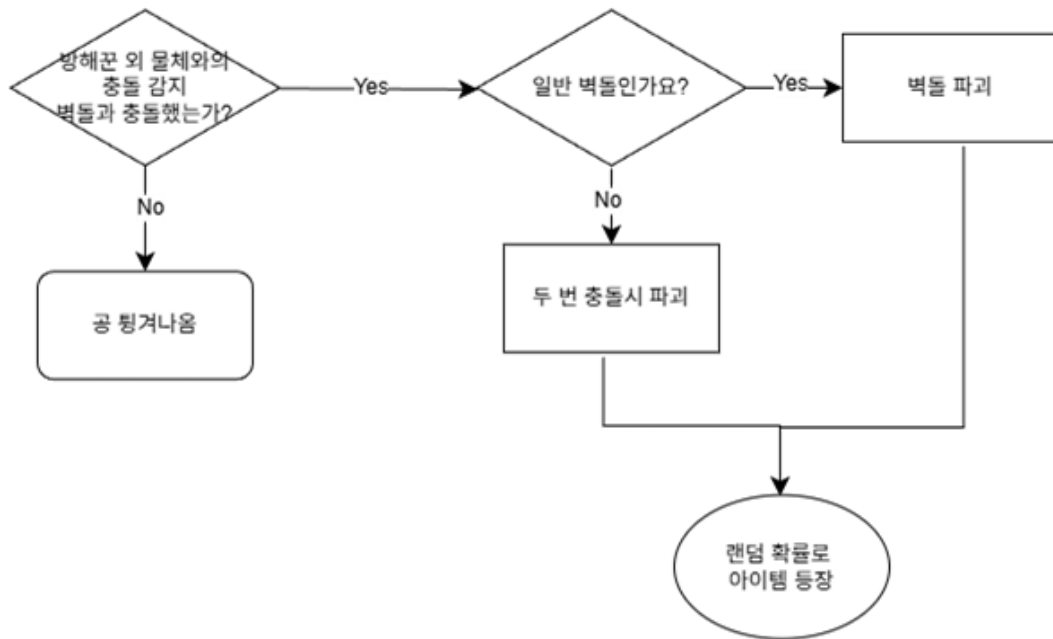 방해꾼 외 물체와의
충돌 감지
벽돌과 충돌했는가?
Yes
일반 벽돌인가요?
Yes
벽돌 파괴
No
No
공 튕겨나옴
두 번 충돌시 파괴
랜덤 확률로
아이템 등장